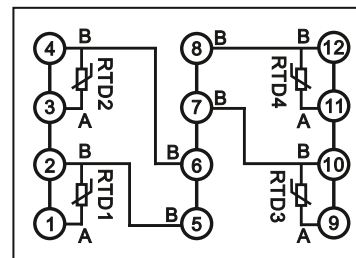 4 B 8 B 12
RTD2 RTD4
3 A 7 B A 11
2 B 6 B B 10
RTD1 RTD3
1 A B 5 A 9